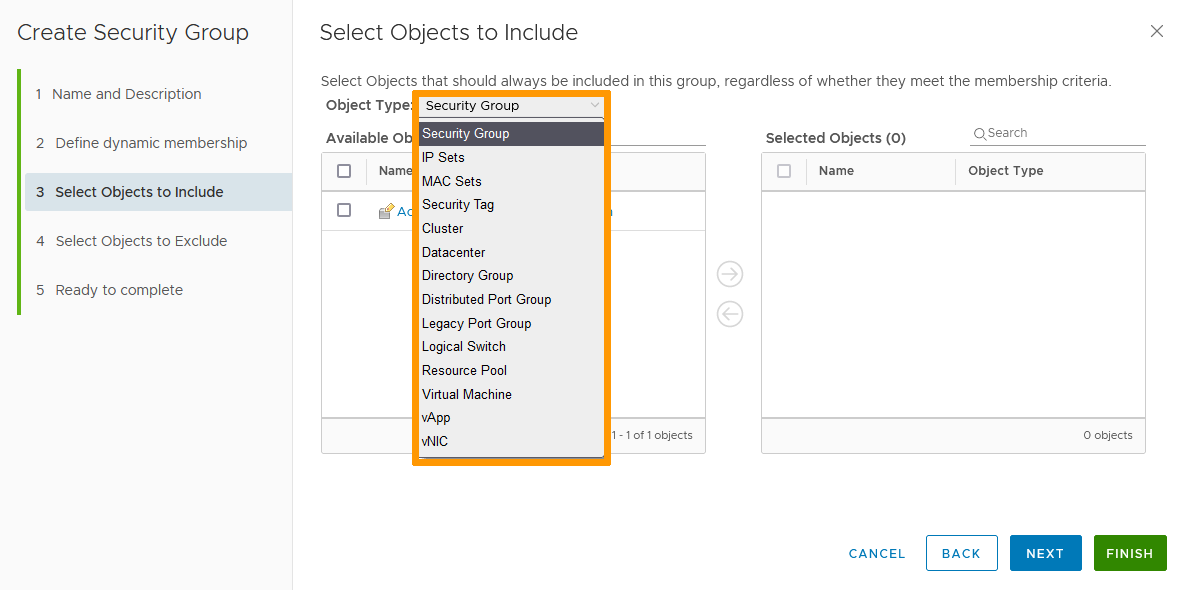 Create Security Group
1 Name and Description
2 Define dynamic membership
3 Select Objects to Include
4 Select Objects to Exclude
5 Ready to complete
Select Objects to Include
Select Objects that should always be included in this group, regardless of whether they meet the membership criteria.
Object Type: Security Group
Available Ob
Security Group
IP Sets
MAC Sets
Security Tag
Cluster
Datacenter
Directory Group
Distributed Port Group
Legacy Port Group
Logical Switch
Resource Pool
Virtual Machine
vApp
vNIC
Name
Ac
1 - 1 of 1 objects
Selected Objects (0)
Search
Name Object Type
0 objects
CANCEL BACK NEXT FINISH